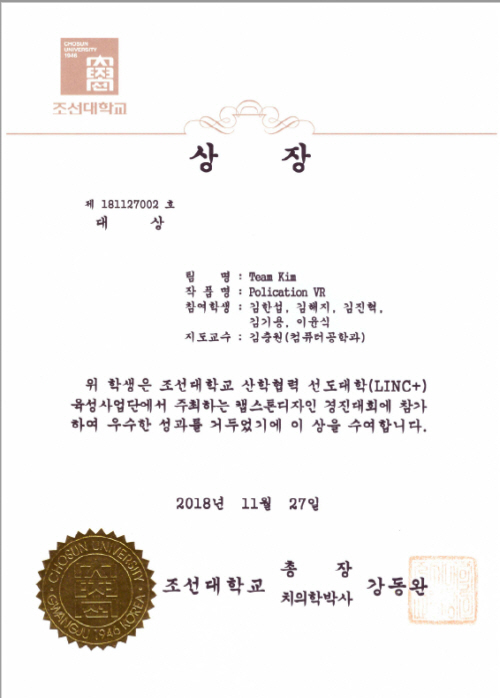 CHOSUN
UNIVERSITY
1946
조선대학교
상 장
제 181127002 호
대 상
팀 명 : Team Kim
작 품 명 : Polication VR
참여학생 : 김한섭, 김해지, 김진혁,
김기용, 이윤식
지도교수 : 김충원(컴퓨터공학과)
위 학생은 조선대학교 산학협력 선도대학(LINC+)
육성사업단에서 주최하는 캡스톤디자인 경진대회에 참가
하여 우수한 성과를 거두었기에 이 상을 수여합니다.
2018년 11월 27일
조선대학교 총 장 치의학박사 강동완
CHOSUN UNIVERSITY
GWANGJU 1946 KOREA